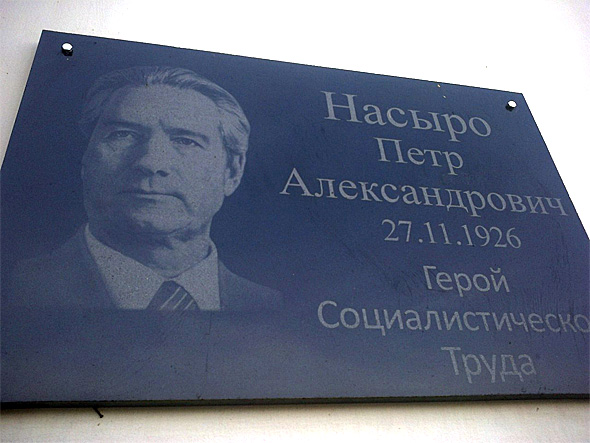 Насыро
Петр
Александрович
27.11.1926
Герой
Социалистическо
Труда